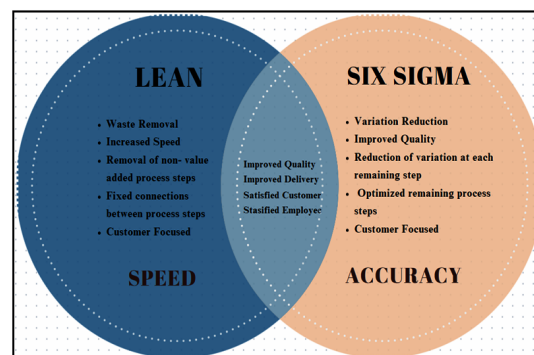 LEAN
• Waste Removal
• Increased Speed
• Removal of non- value
added process steps
• Fixed connections
between process steps
• Customer Focused
SPEED
Improved Quality
Improved Delivery
Satisfied Customer
Stasified Employee
SIX SIGMA
• Variation Reduction
• Improved Quality
• Reduction of variation at each
remaining step
• Optimized remaining process
steps
• Customer Focused
ACCURACY